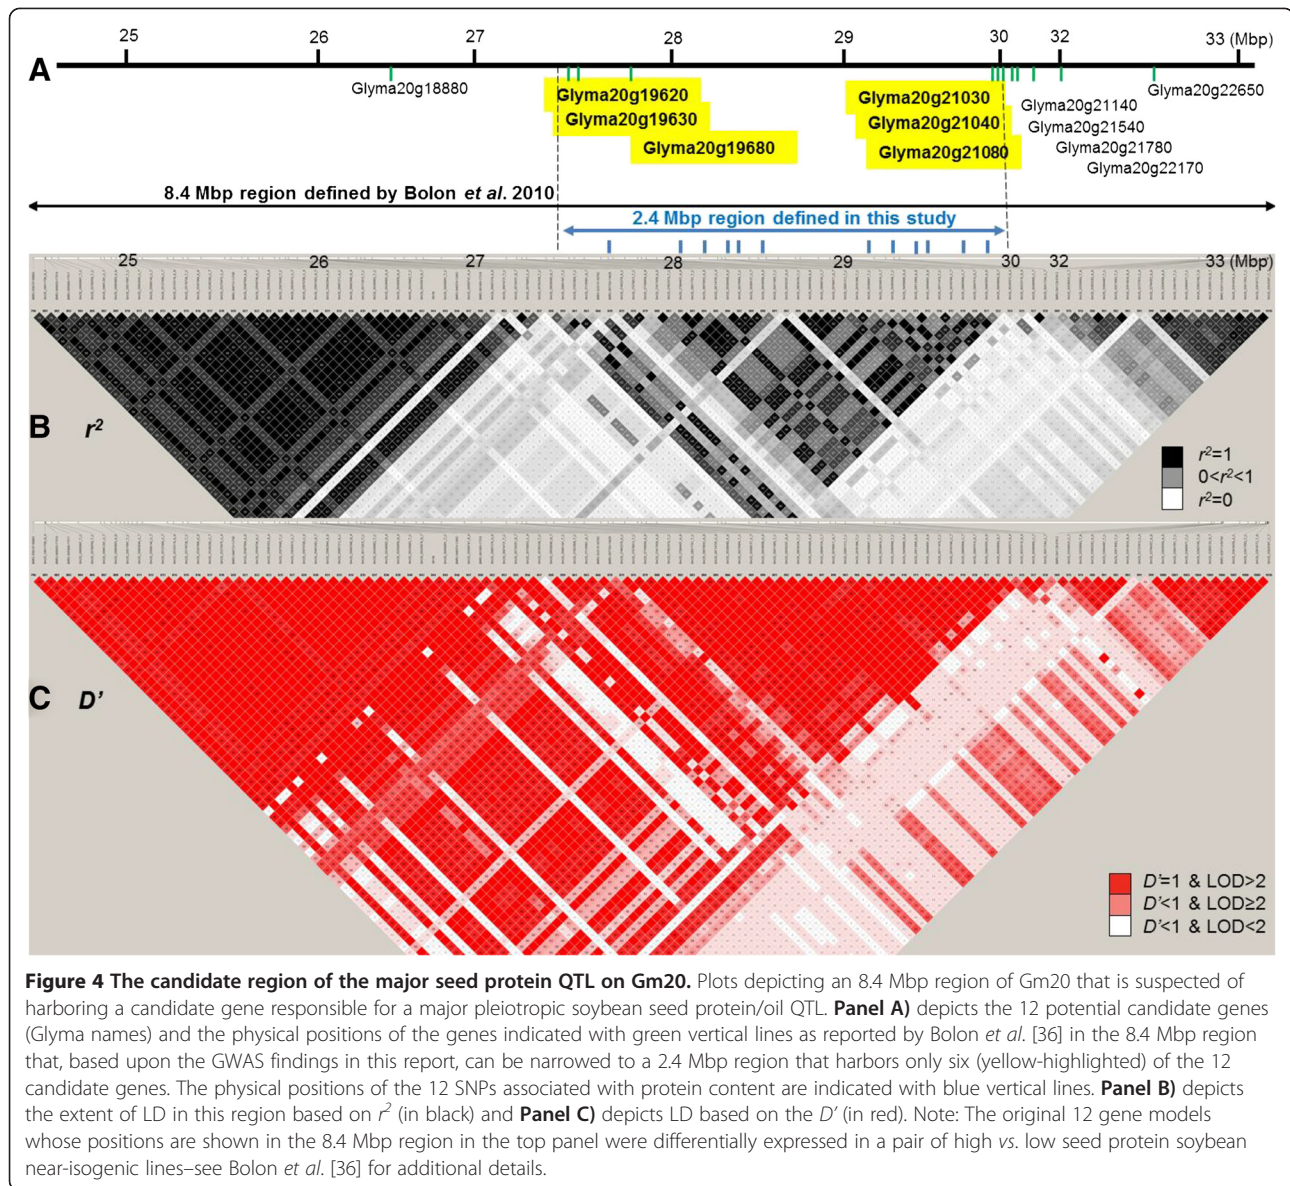 25 26 27 28 29 30 32 33 (Mbp)
A
Glyma20g18880
Glyma20g19620
Glyma20g19630
Glyma20g19680
Glyma20g21030
Glyma20g21040
Glyma20g21080
Glyma20g22650
Glyma20g21140
Glyma20g21540
Glyma20g21780
Glyma20g22170
8.4 Mbp region defined by Bolon et al. 2010
2.4 Mbp region defined in this study
25 26 27 28 29 30 32 33 (Mbp)
B r²
r²=1
0<r²<1
r²=0
C D’
D’=1 & LOD>2
D’<1 & LOD≥2
D’<1 & LOD<2
Figure 4 The candidate region of the major seed protein QTL on Gm20. Plots depicting an 8.4 Mbp region of Gm20 that is suspected of
harboring a candidate gene responsible for a major pleiotropic soybean seed protein/oil QTL. Panel A) depicts the 12 potential candidate genes
(Glyma names) and the physical positions of the genes indicated with green vertical lines as reported by Bolon et al. [36] in the 8.4 Mbp region
that, based upon the GWAS findings in this report, can be narrowed to a 2.4 Mbp region that harbors only six (yellow-highlighted) of the 12
candidate genes. The physical positions of the 12 SNPs associated with protein content are indicated with blue vertical lines. Panel B) depicts
the extent of LD in this region based on r² (in black) and Panel C) depicts LD based on the D’ (in red). Note: The original 12 gene models
whose positions are shown in the 8.4 Mbp region in the top panel were differentially expressed in a pair of high vs. low seed protein soybean
near-isogenic lines–see Bolon et al. [36] for additional details.